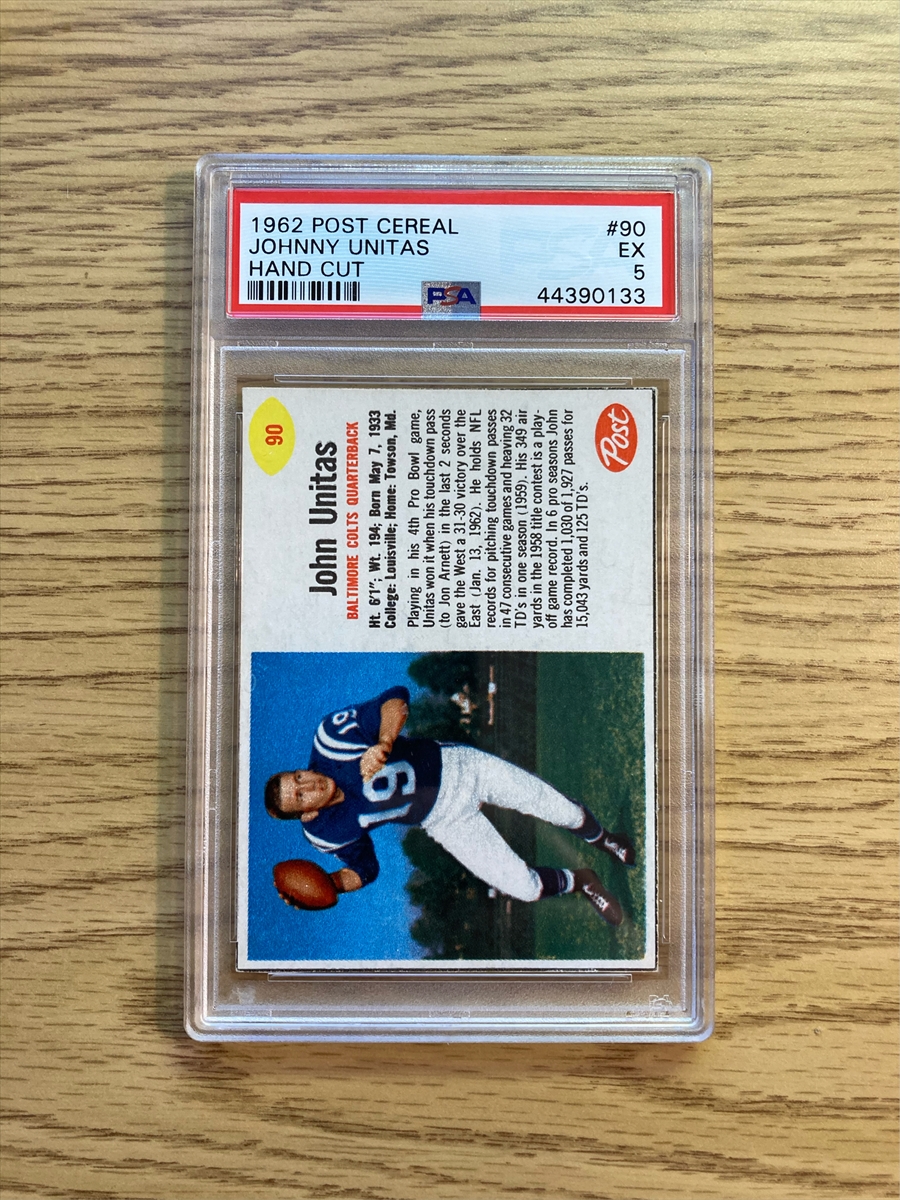 1962 POST CEREAL #90
JOHNNY UNITAS EX
HAND CUT 5
PSA 44390133
90
John Unitas
BALTIMORE COLTS QUARTERBACK
Ht. 6'1"; Wt. 194; Born May 7, 1933
College: Louisville; Home: Towson, Md.
Playing in his 4th Pro Bowl game,
Unitas won it when his touchdown pass
(to Jon Arnett) in the last 2 seconds
gave the West a 31-30 victory over the
East (Jan. 13, 1962). He holds NFL
records for pitching touchdown passes
in 47 consecutive games and heaving 32
TD's in one season (1959). His 349 air
yards in the 1958 title contest is a play-
off game record. In 6 pro seasons John
has completed 1,030 of 1,927 passes for
15,043 yards and 125 TD's.
Post
19
19